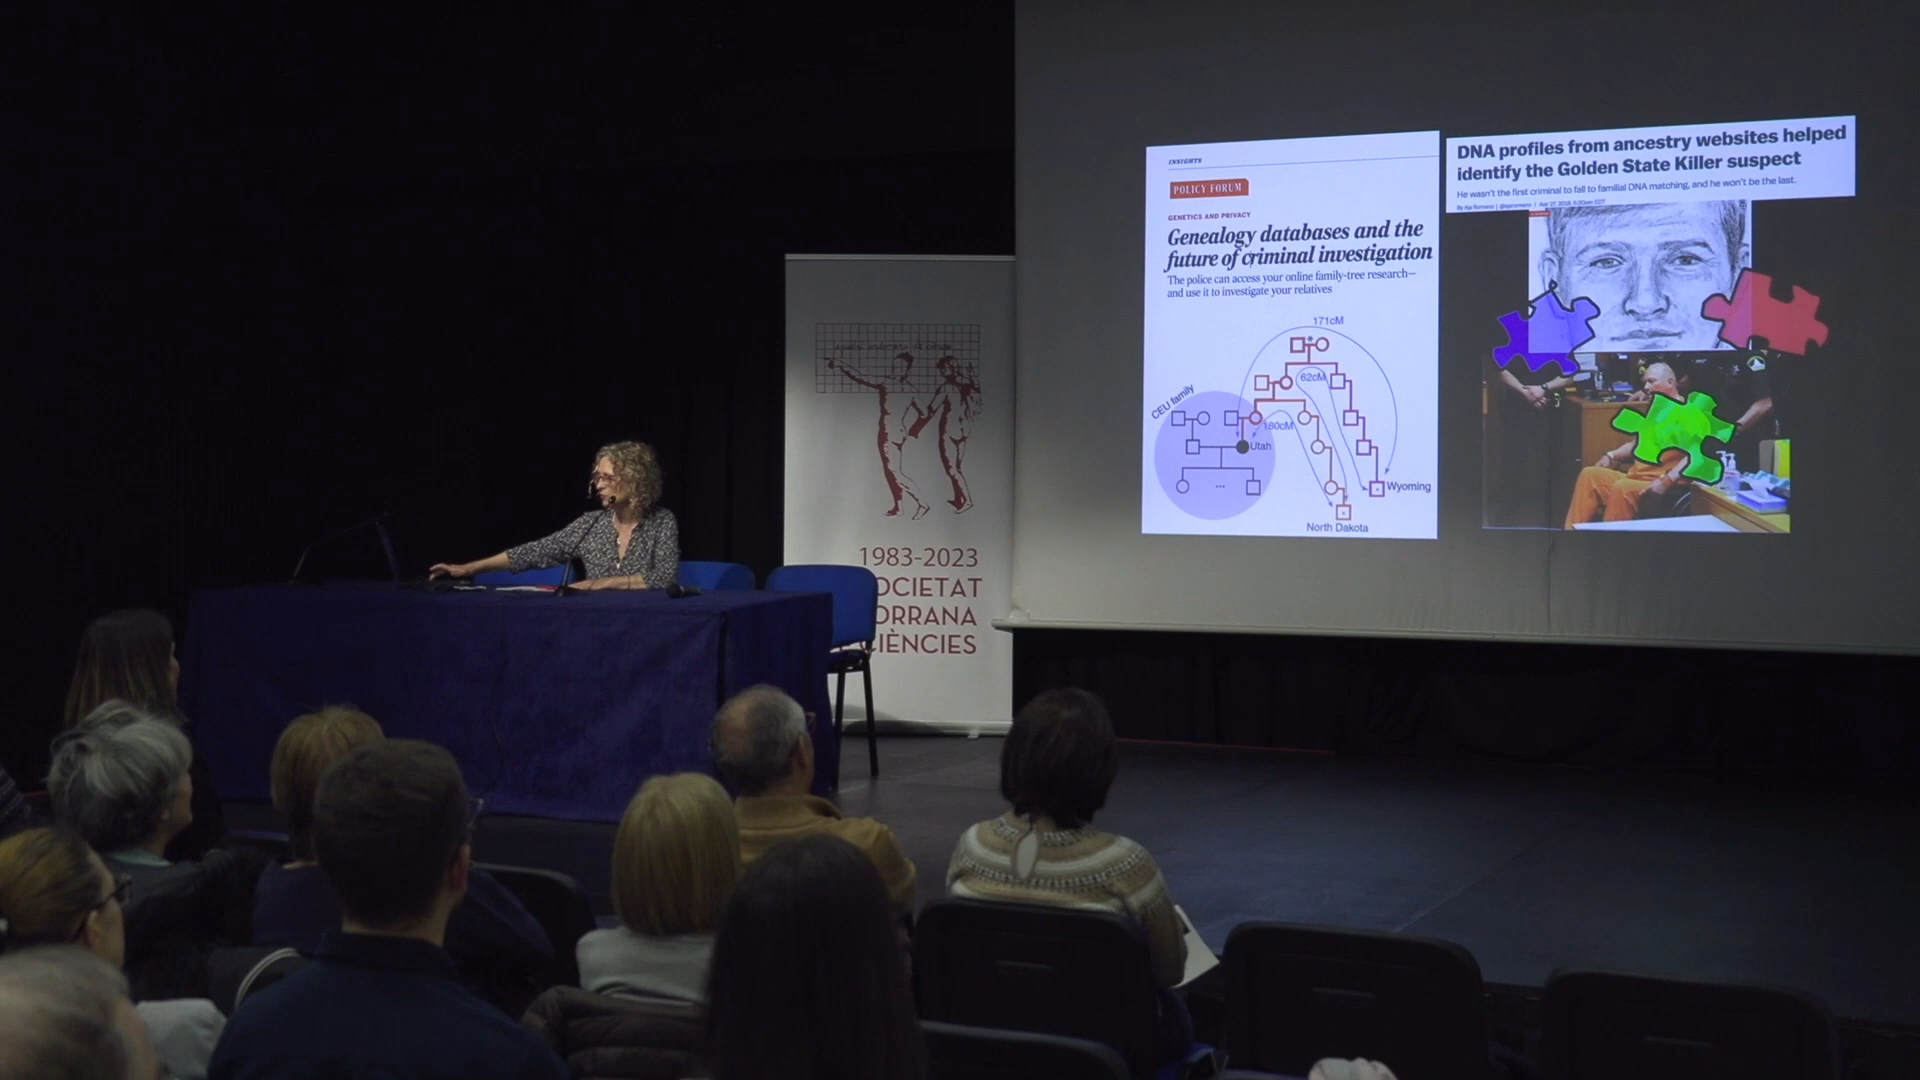 INSIGHTS
POLICY FORUM
GENETICS AND PRIVACY
Genealogy databases and the
future of criminal investigation
The police can access your online family-tree research—
and use it to investigate your relatives
171cM
62cM
CEU family
180cM
Utah
...
Wyoming
North Dakota
DNA profiles from ancestry websites helped
identify the Golden State Killer suspect
He wasn't the first criminal to fall to familial DNA matching, and he won't be the last.
1983-2023
OCIETAT
ORRANA
CIÈNCIES